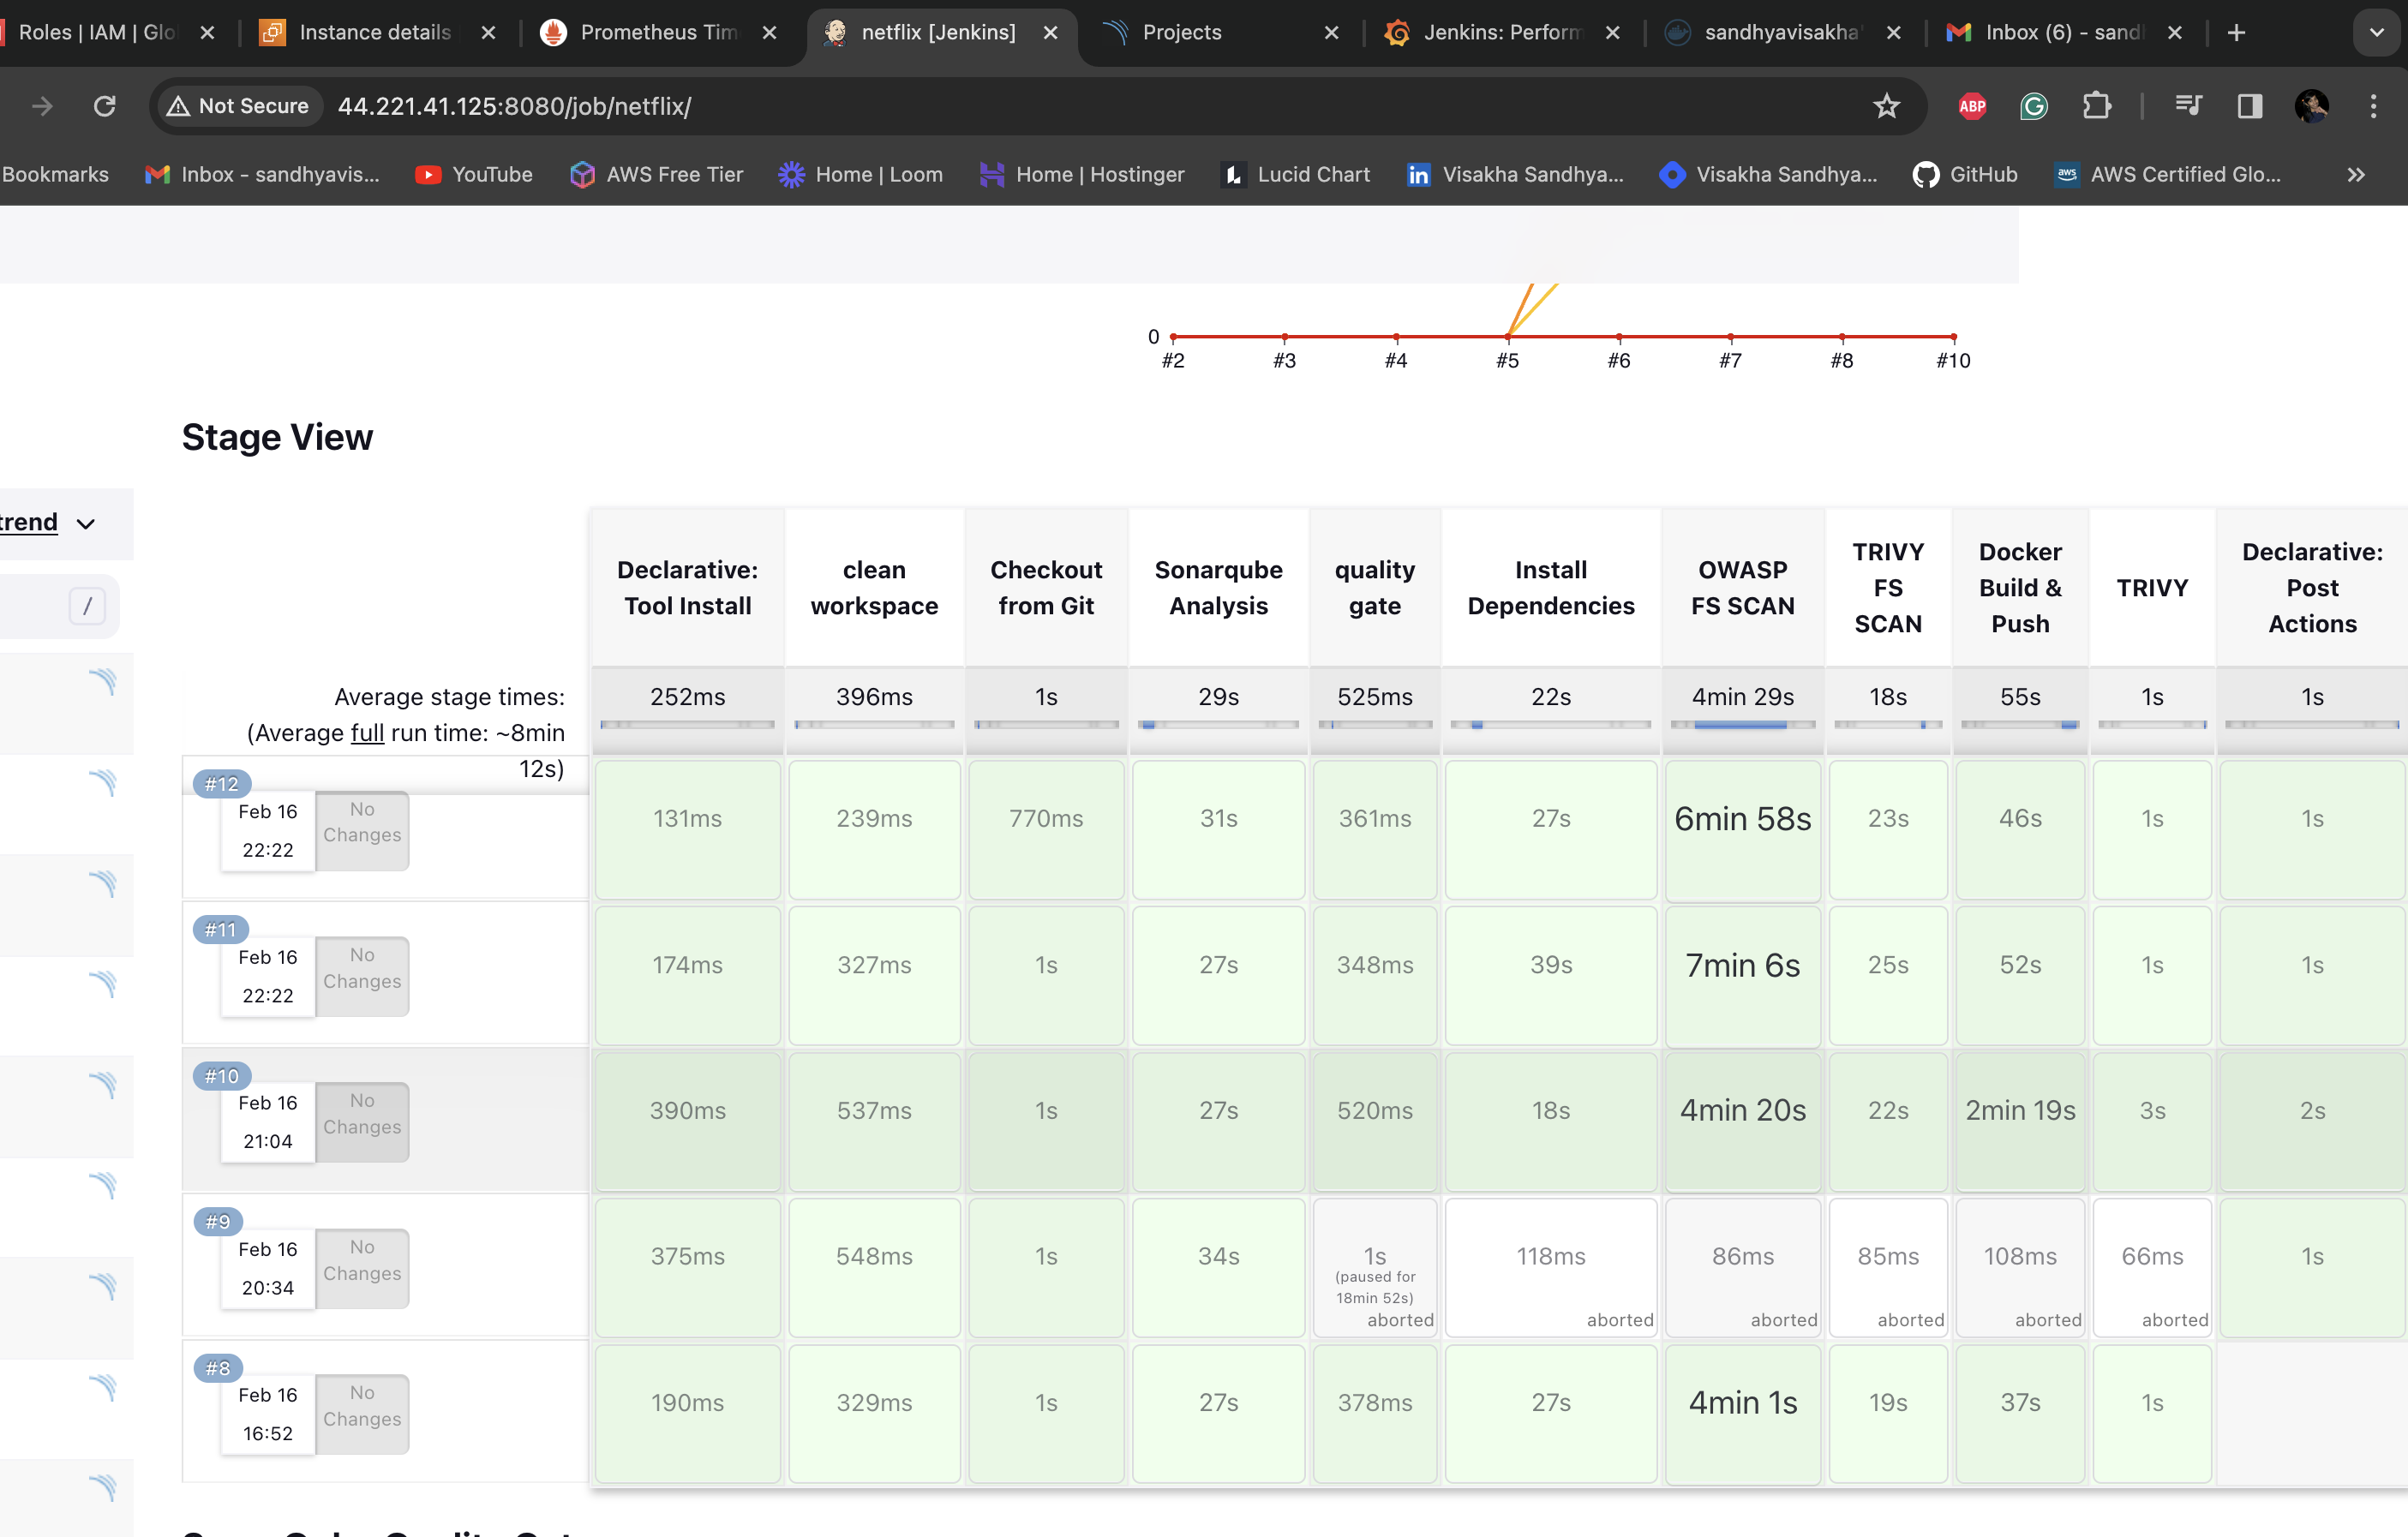 Roles | IAM | Glo
Instance details
Prometheus Tim
netflix [Jenkins]
Projects
Jenkins: Perform
sandhyavisakha'
Inbox (6) - sand
Not Secure
44.221.41.125:8080/job/netflix/
ABP
Bookmarks
Inbox - sandhyavis...
YouTube
AWS Free Tier
Home | Loom
Home | Hostinger
Lucid Chart
in
Visakha Sandhya...
Visakha Sandhya...
GitHub
aws
AWS Certified Glo...
0
#2 #3 #4 #5 #6 #7 #8 #10
Stage View
trend
/
Declarative: Tool Install
clean workspace
Checkout from Git
Sonarqube Analysis
quality gate
Install Dependencies
OWASP FS SCAN
TRIVY FS SCAN
Docker Build & Push
TRIVY
Declarative: Post Actions
Average stage times:
(Average full run time: ~8min
12s)
252ms 396ms 1s 29s 525ms 22s 4min 29s 18s 55s 1s 1s
#12
Feb 16
22:22
No
Changes
131ms 239ms 770ms 31s 361ms 27s 6min 58s 23s 46s 1s 1s
#11
Feb 16
22:22
No
Changes
174ms 327ms 1s 27s 348ms 39s 7min 6s 25s 52s 1s 1s
#10
Feb 16
21:04
No
Changes
390ms 537ms 1s 27s 520ms 18s 4min 20s 22s 2min 19s 3s 2s
#9
Feb 16
20:34
No
Changes
375ms 548ms 1s 34s 1s 118ms 86ms 85ms 108ms 66ms 1s
(paused for
18min 52s)
aborted aborted aborted aborted aborted aborted
#8
Feb 16
16:52
No
Changes
190ms 329ms 1s 27s 378ms 27s 4min 1s 19s 37s 1s